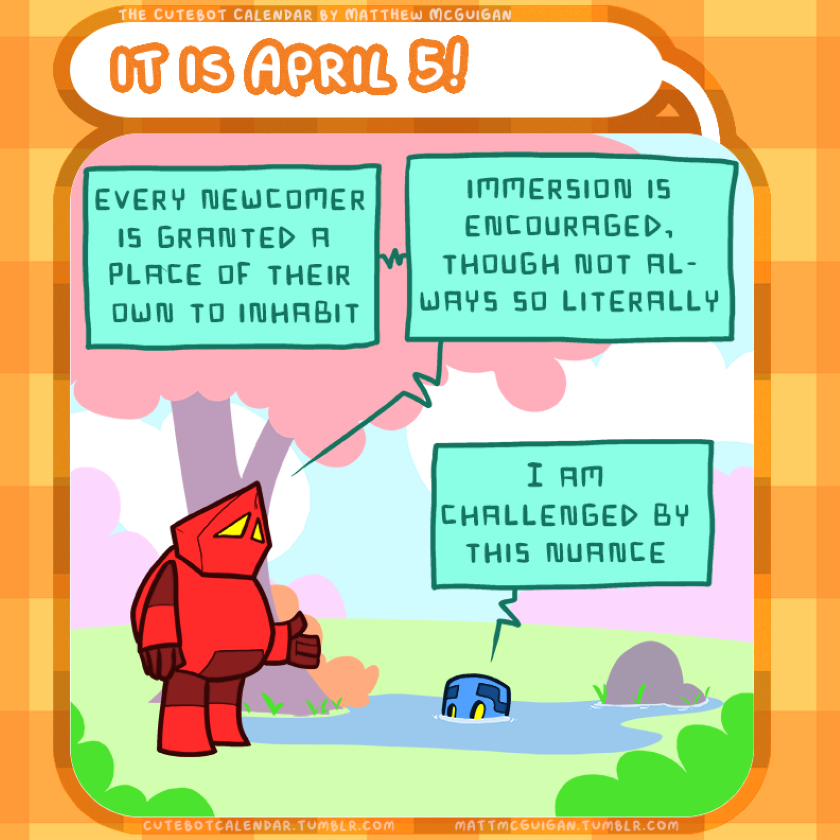 THE CUTEBOT CALENDAR BY MATTHEW MCGUIGAN
IT IS APRIL 5!
EVERY NEWCOMER
IS GRANTED A
PLACE OF THEIR
OWN TO INHABIT
IMMERSION IS
ENCOURAGED,
THOUGH NOT AL-
WAYS SO LITERALLY
I AM
CHALLENGED BY
THIS NUANCE
CUTEBOTCALENDAR.TUMBLR.COM
MATTMCGUIGAN.TUMBLR.COM